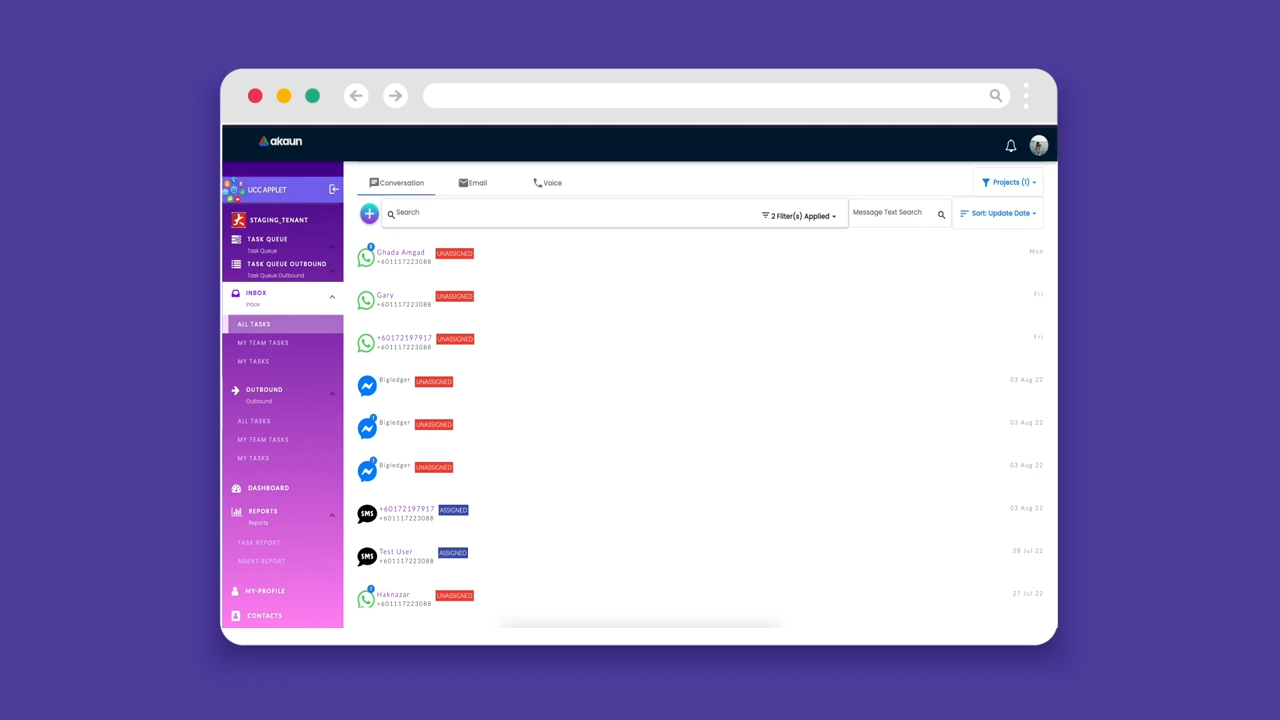 akaun
UCC APPLET
STAGING_TENANT
TASK QUEUE
Task Queue
TASK QUEUE OUTBOUND
Task Queue Outbound
INBOX
Inbox
ALL TASKS
MY TEAM TASKS
MY TASKS
OUTBOUND
Outbound
ALL TASKS
MY TEAM TASKS
MY TASKS
DASHBOARD
REPORTS
Reports
TASK REPORT
AGENT REPORT
MY-PROFILE
CONTACTS
Conversation Email Voice
Projects (1)
Search 2 Filter(s) Applied Message Text Search Sort: Update Date
3
Ghada Amgad UNASSIGNED Mon
+601117223088
Gary UNASSIGNED Fri
+601117223088
+60172197917 UNASSIGNED Fri
+601117223088
Bigledger UNASSIGNED 03 Aug 22
1
Bigledger UNASSIGNED 03 Aug 22
1
Bigledger UNASSIGNED 03 Aug 22
SMS +60172197917 ASSIGNED 03 Aug 22
+601117223088
SMS Test User ASSIGNED 28 Jul 22
+601117223088
1
Haknazar UNASSIGNED 27 Jul 22
+601117223088